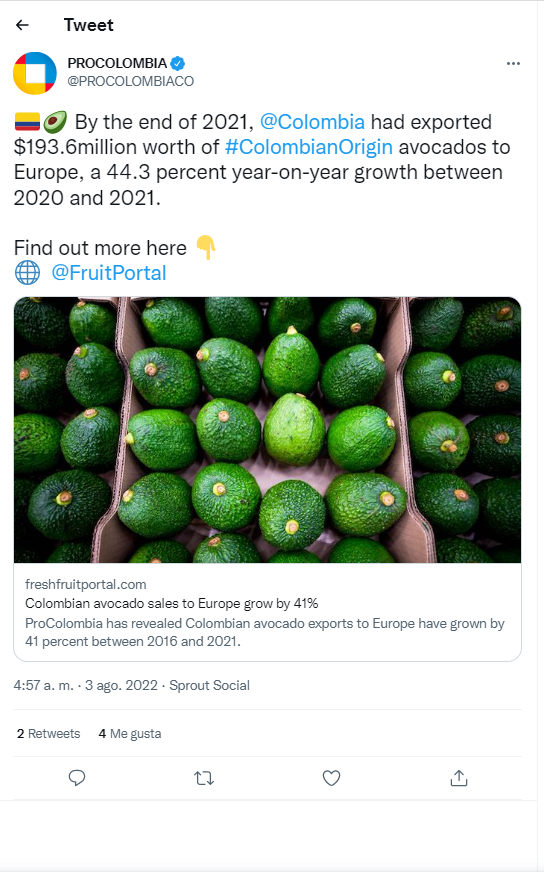 Tweet
PROCOLOMBIA
@PROCOLOMBIACO
🇨🇴🥑 By the end of 2021, @Colombia had exported
$193.6million worth of #ColombianOrigin avocados to
Europe, a 44.3 percent year-on-year growth between
2020 and 2021.
Find out more here 👇
🌐 @FruitPortal
freshfruitportal.com
Colombian avocado sales to Europe grow by 41%
ProColombia has revealed Colombian avocado exports to Europe have grown by
41 percent between 2016 and 2021.
4:57 a. m. · 3 ago. 2022 · Sprout Social
2 Retweets 4 Me gusta